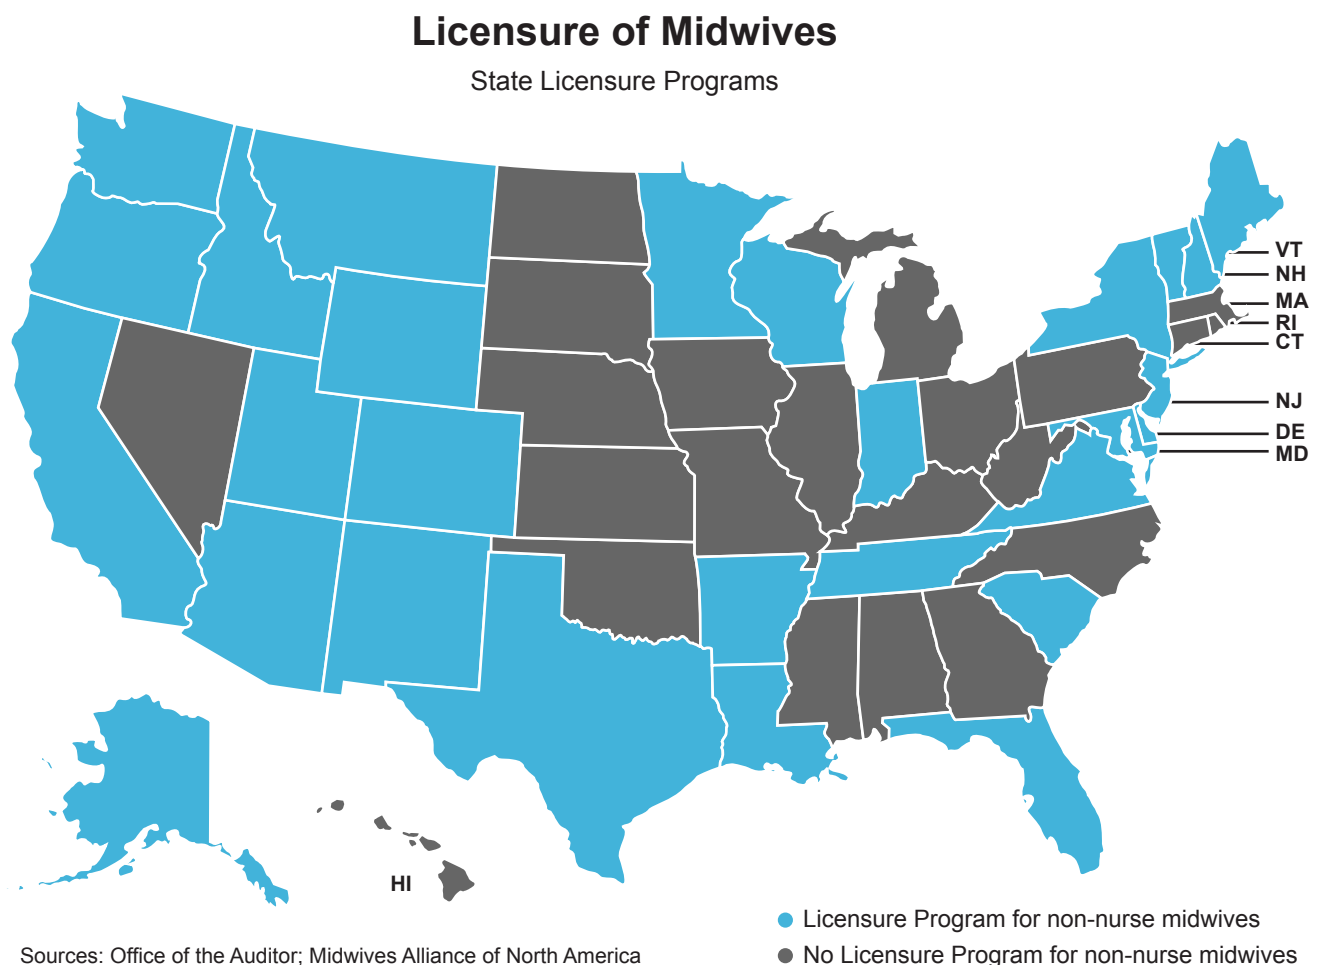 Licensure of Midwives
State Licensure Programs
VT
NH
MA
RI
CT
NJ
DE
MD
HI
Licensure Program for non-nurse midwives
No Licensure Program for non-nurse midwives
Sources: Office of the Auditor; Midwives Alliance of North America